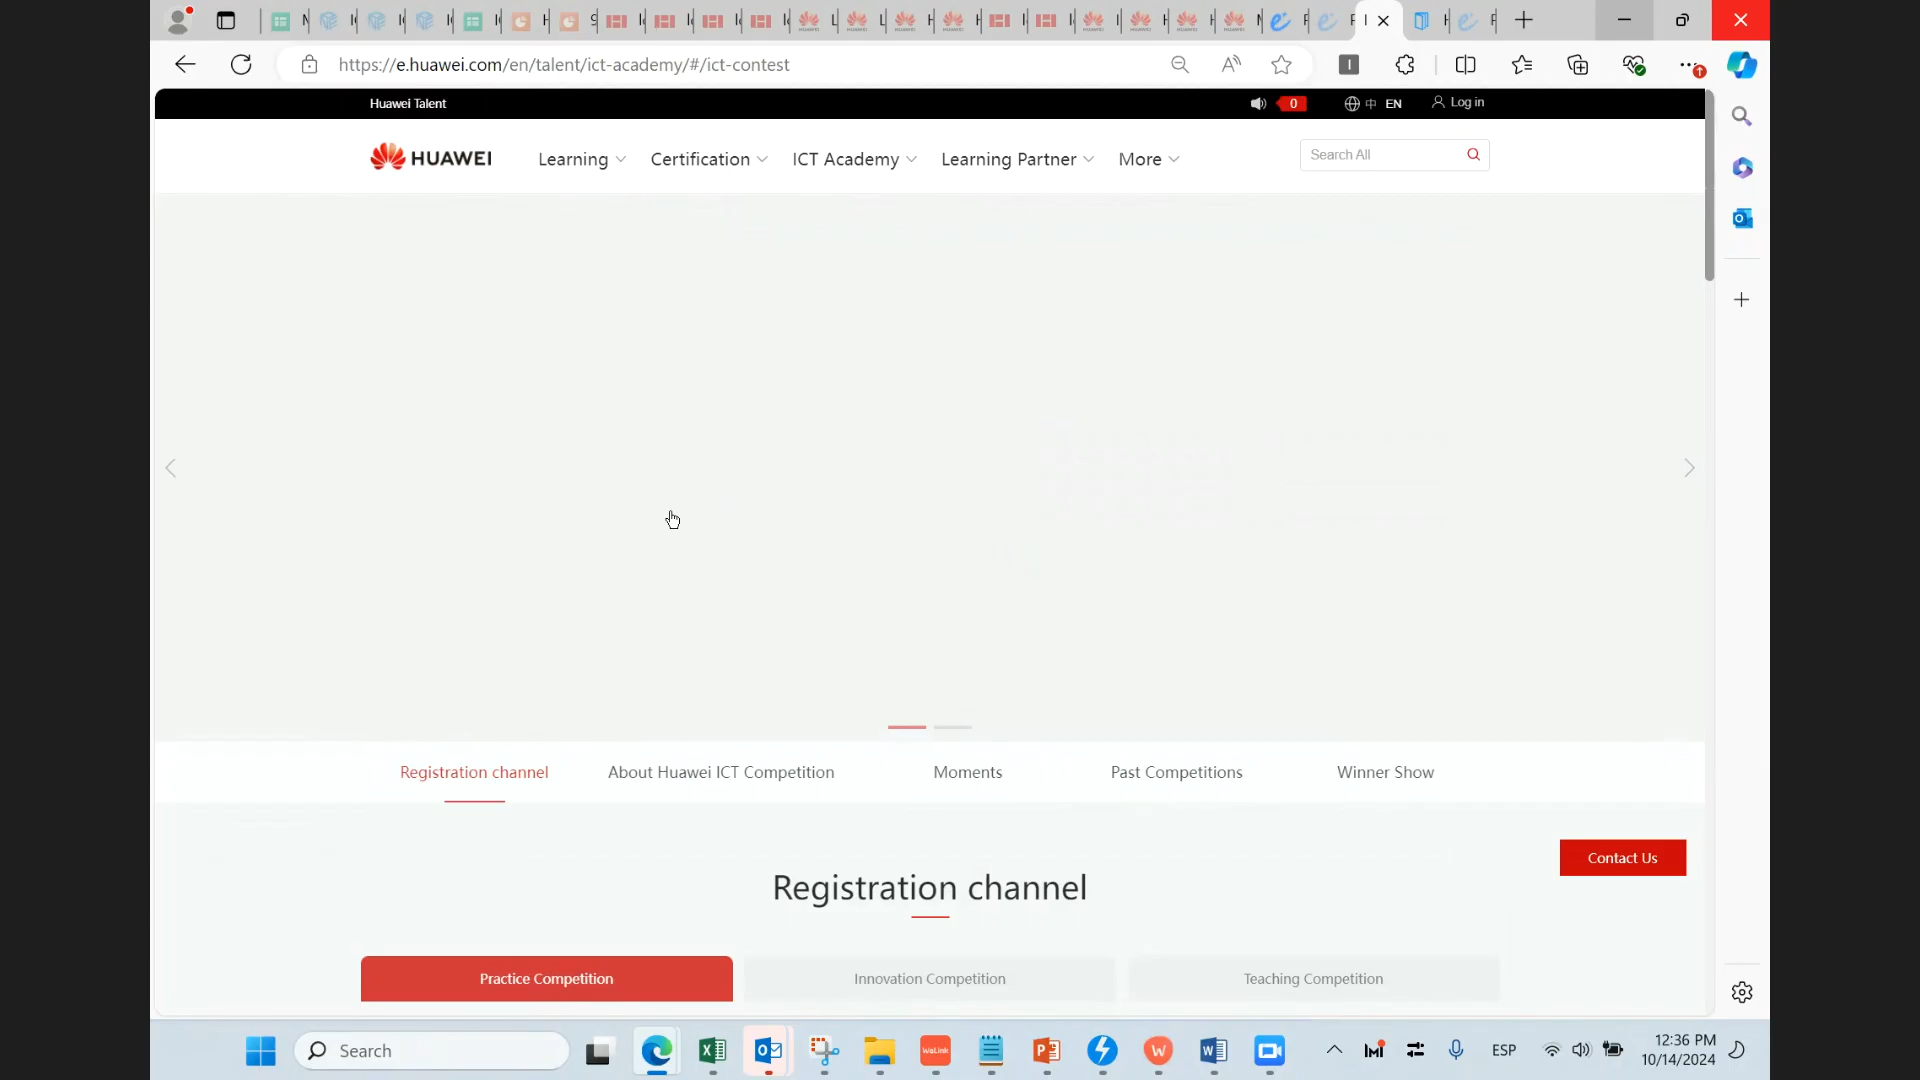 https://e.huawei.com/en/talent/ict-academy/#/ict-contest
Huawei Talent
0
中 EN
Log in
HUAWEI
Learning
Certification
ICT Academy
Learning Partner
More
Search All
Registration channel
About Huawei ICT Competition
Moments
Past Competitions
Winner Show
Contact Us
Registration channel
Practice Competition
Innovation Competition
Teaching Competition
Search
WeLink
ESP
12:36 PM
10/14/2024